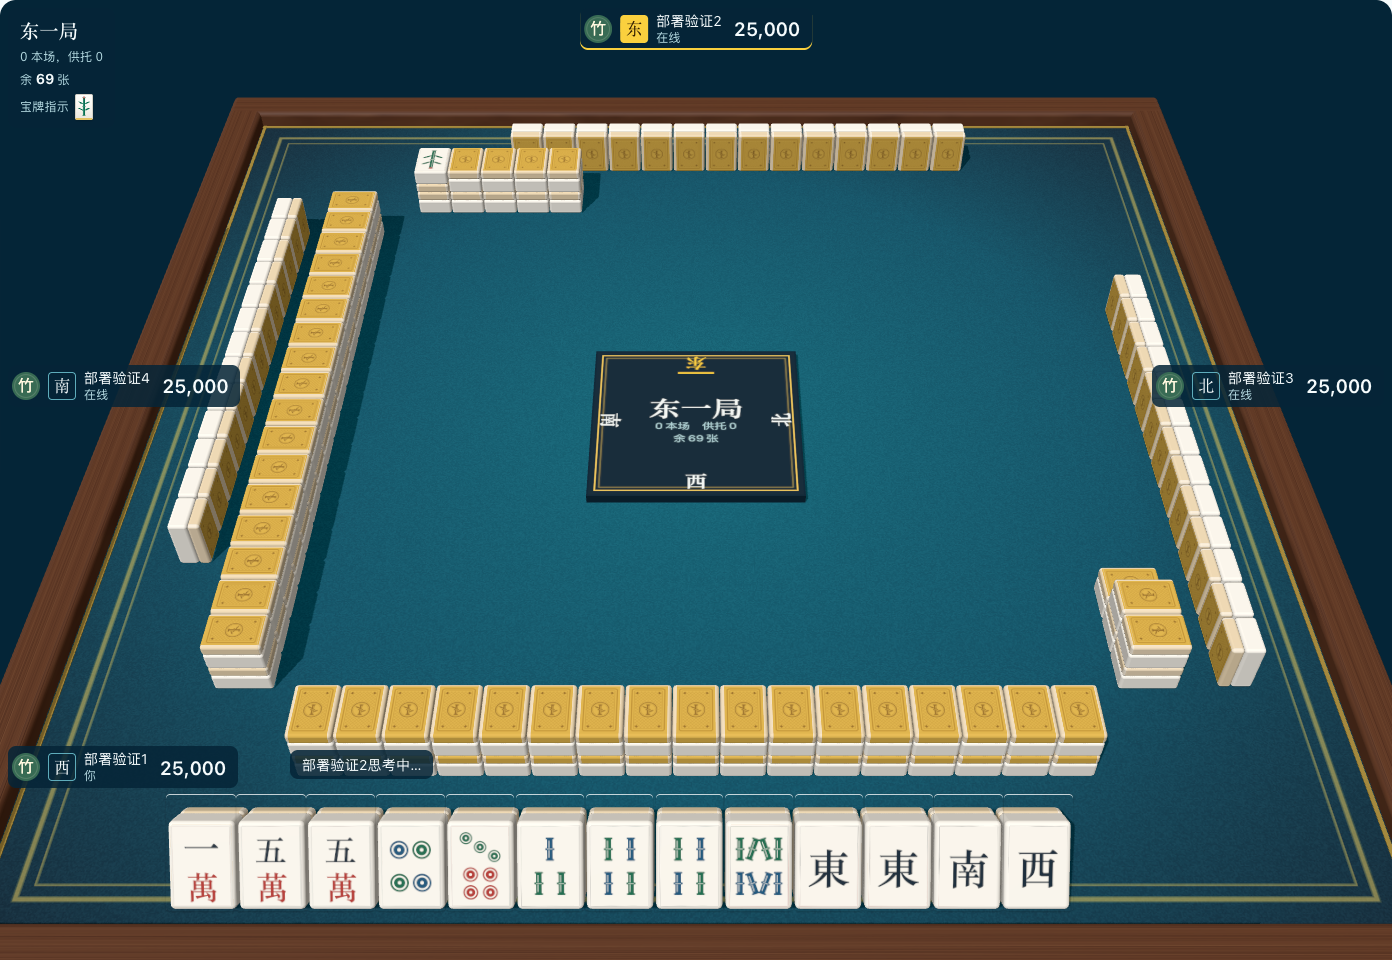 东一局
0 本场，供托 0
余 69 张
宝牌指示
竹 东 部署验证2 25,000
在线
竹 南 部署验证4 25,000
在线
竹 北 部署验证3 25,000
在线
东
南
东一局
0 本场 供托 0
余 69 张
北
西
竹 西 部署验证1 25,000
你
部署验证2思考中...
一萬 五萬 五萬 東 東 南 西